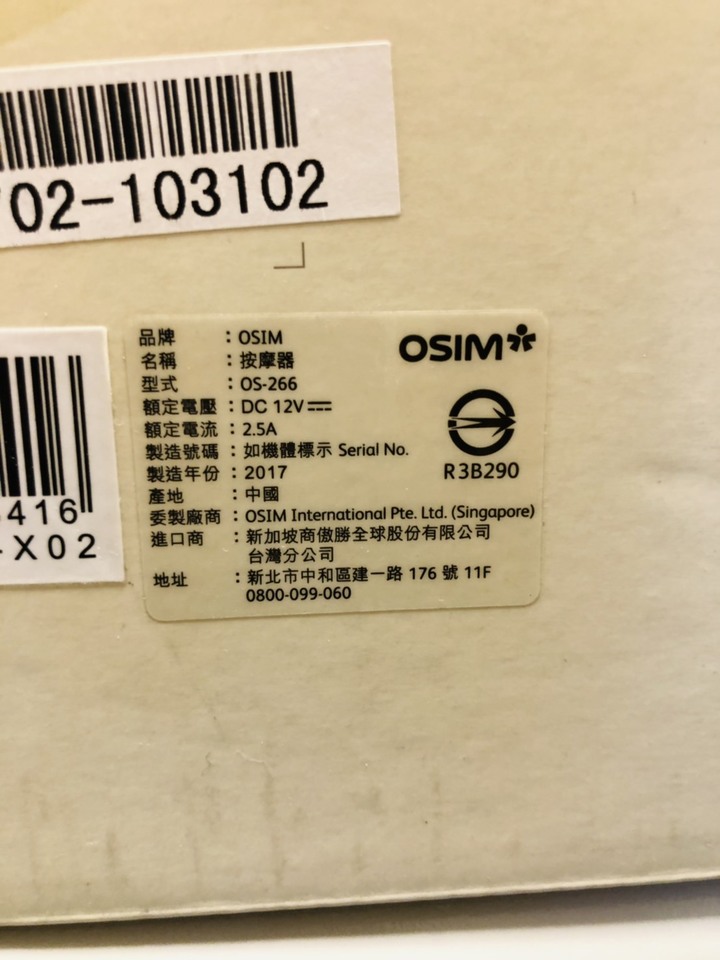 02-103102
416
X02
OSIM
品牌 : OSIM
名稱 : 按摩器
型式 : OS-266
額定電壓 : DC 12V
額定電流 : 2.5A
製造號碼 : 如機體標示 Serial No.
製造年份 : 2017
產地 : 中國
委製廠商 : OSIM International Pte. Ltd. (Singapore)
進口商 : 新加坡商傲勝全球股份有限公司
台灣分公司
地址 : 新北市中和區建一路 176 號 11F
0800-099-060
R3B290